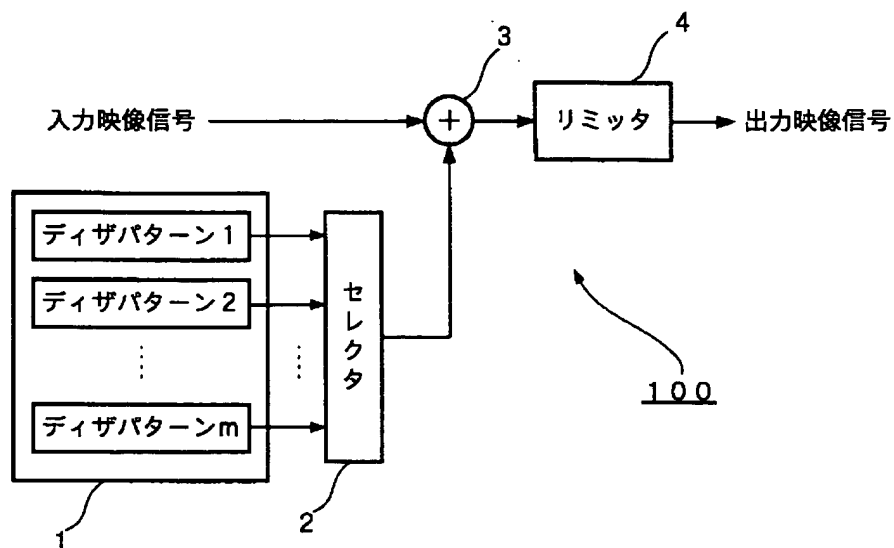 3
4
入力映像信号
+
リミッタ
出力映像信号
ディザパターン1
ディザパターン2
ディザパターンm
セレクタ
100
1
2